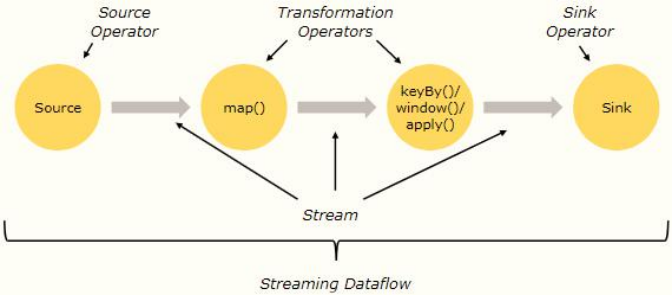 Source
Operator
Transformation
Operators
Sink
Operator
Source
map()
keyBy()/
window()/
apply()
Sink
Stream
Streaming Dataflow